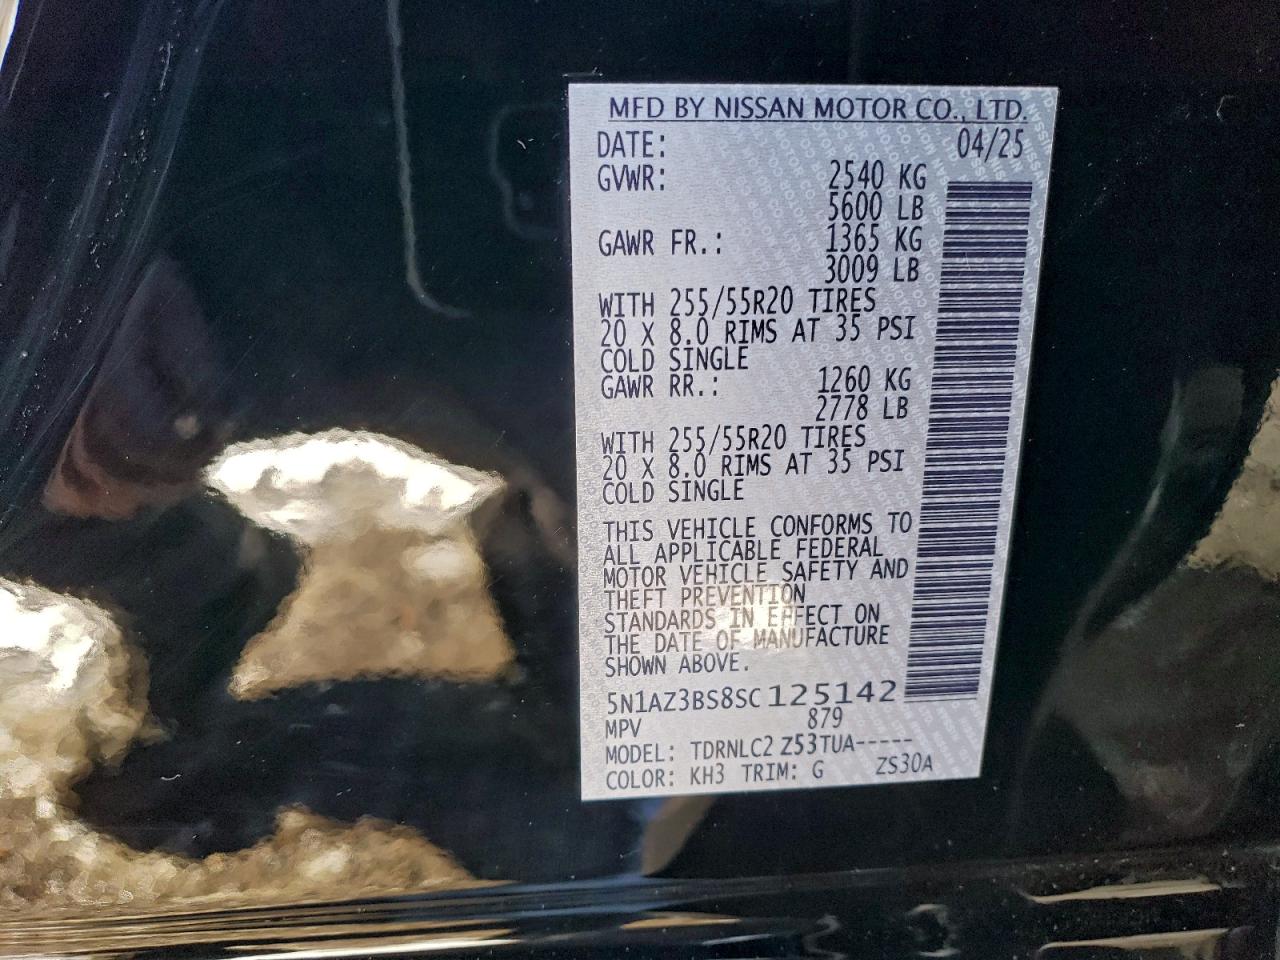 MFD BY NISSAN MOTOR CO., LTD.
DATE: 04/25
GVWR: 2540 KG
5600 LB
GAWR FR.: 1365 KG
3009 LB
WITH 255/55R20 TIRES
20 X 8.0 RIMS AT 35 PSI
COLD SINGLE
GAWR RR.: 1260 KG
2778 LB
WITH 255/55R20 TIRES
20 X 8.0 RIMS AT 35 PSI
COLD SINGLE
THIS VEHICLE CONFORMS TO
ALL APPLICABLE FEDERAL
MOTOR VEHICLE SAFETY AND
THEFT PREVENTION
STANDARDS IN EFFECT ON
THE DATE OF MANUFACTURE
SHOWN ABOVE.
5N1AZ3BS8SC125142
MPV 879
MODEL: TDRNLC2 Z53TUA-----
COLOR: KH3 TRIM: G ZS30A